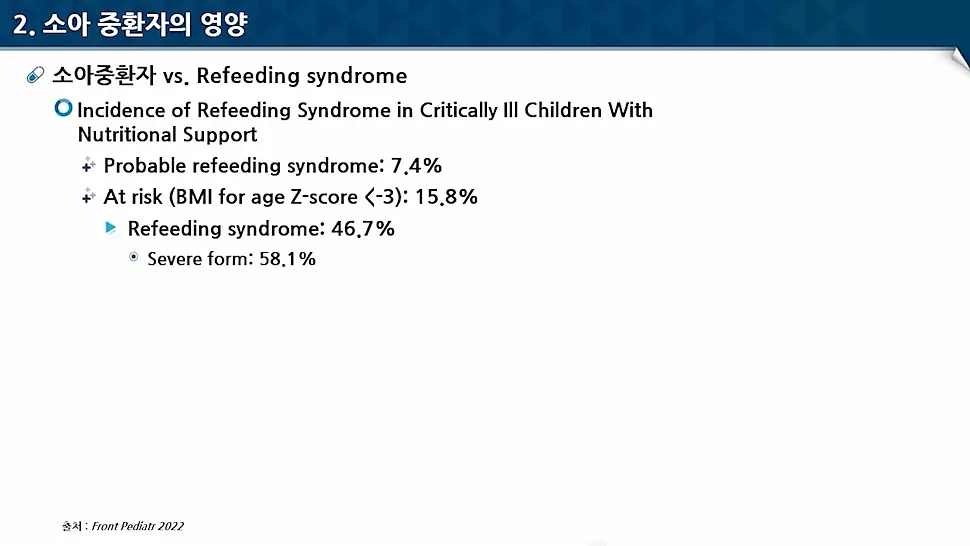 2. 소아 중환자의 영양
소아중환자 vs. Refeeding syndrome
Incidence of Refeeding Syndrome in Critically Ill Children With
Nutritional Support
Probable refeeding syndrome: 7.4%
At risk (BMI for age Z-score <-3): 15.8%
Refeeding syndrome: 46.7%
Severe form: 58.1%
출처 : Front Pediatr 2022